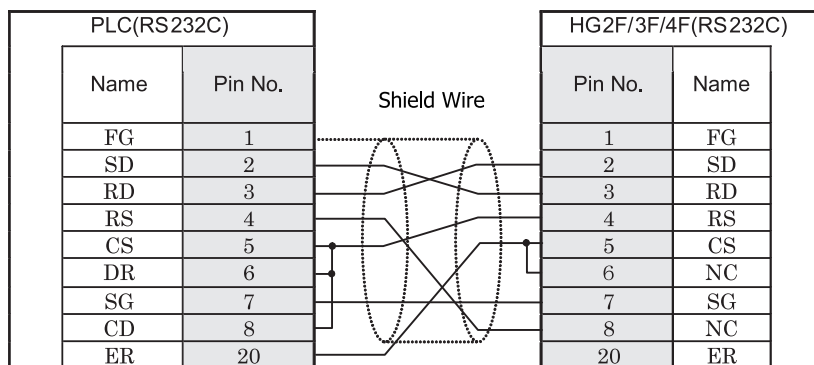 PLC(RS232C) HG2F/3F/4F(RS232C)
Name Pin No. Shield Wire Pin No. Name
FG 1 1 FG
SD 2 2 SD
RD 3 3 RD
RS 4 4 RS
CS 5 5 CS
DR 6 6 NC
SG 7 7 SG
CD 8 8 NC
ER 20 20 ER